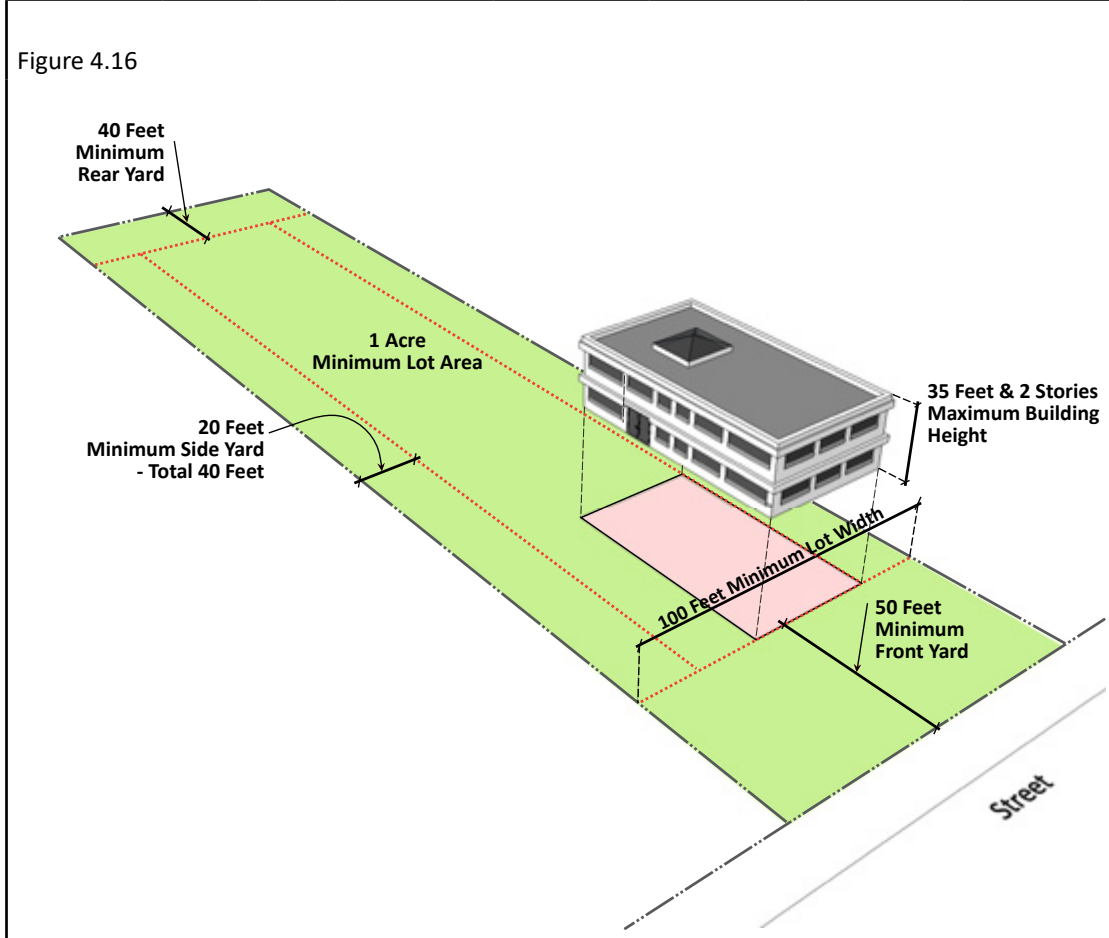 Figure 4.16
40 Feet
Minimum
Rear Yard
1 Acre
Minimum Lot Area
35 Feet & 2 Stories
Maximum Building
Height
20 Feet
Minimum Side Yard
- Total 40 Feet
100 Feet Minimum Lot Width
50 Feet
Minimum
Front Yard
Street